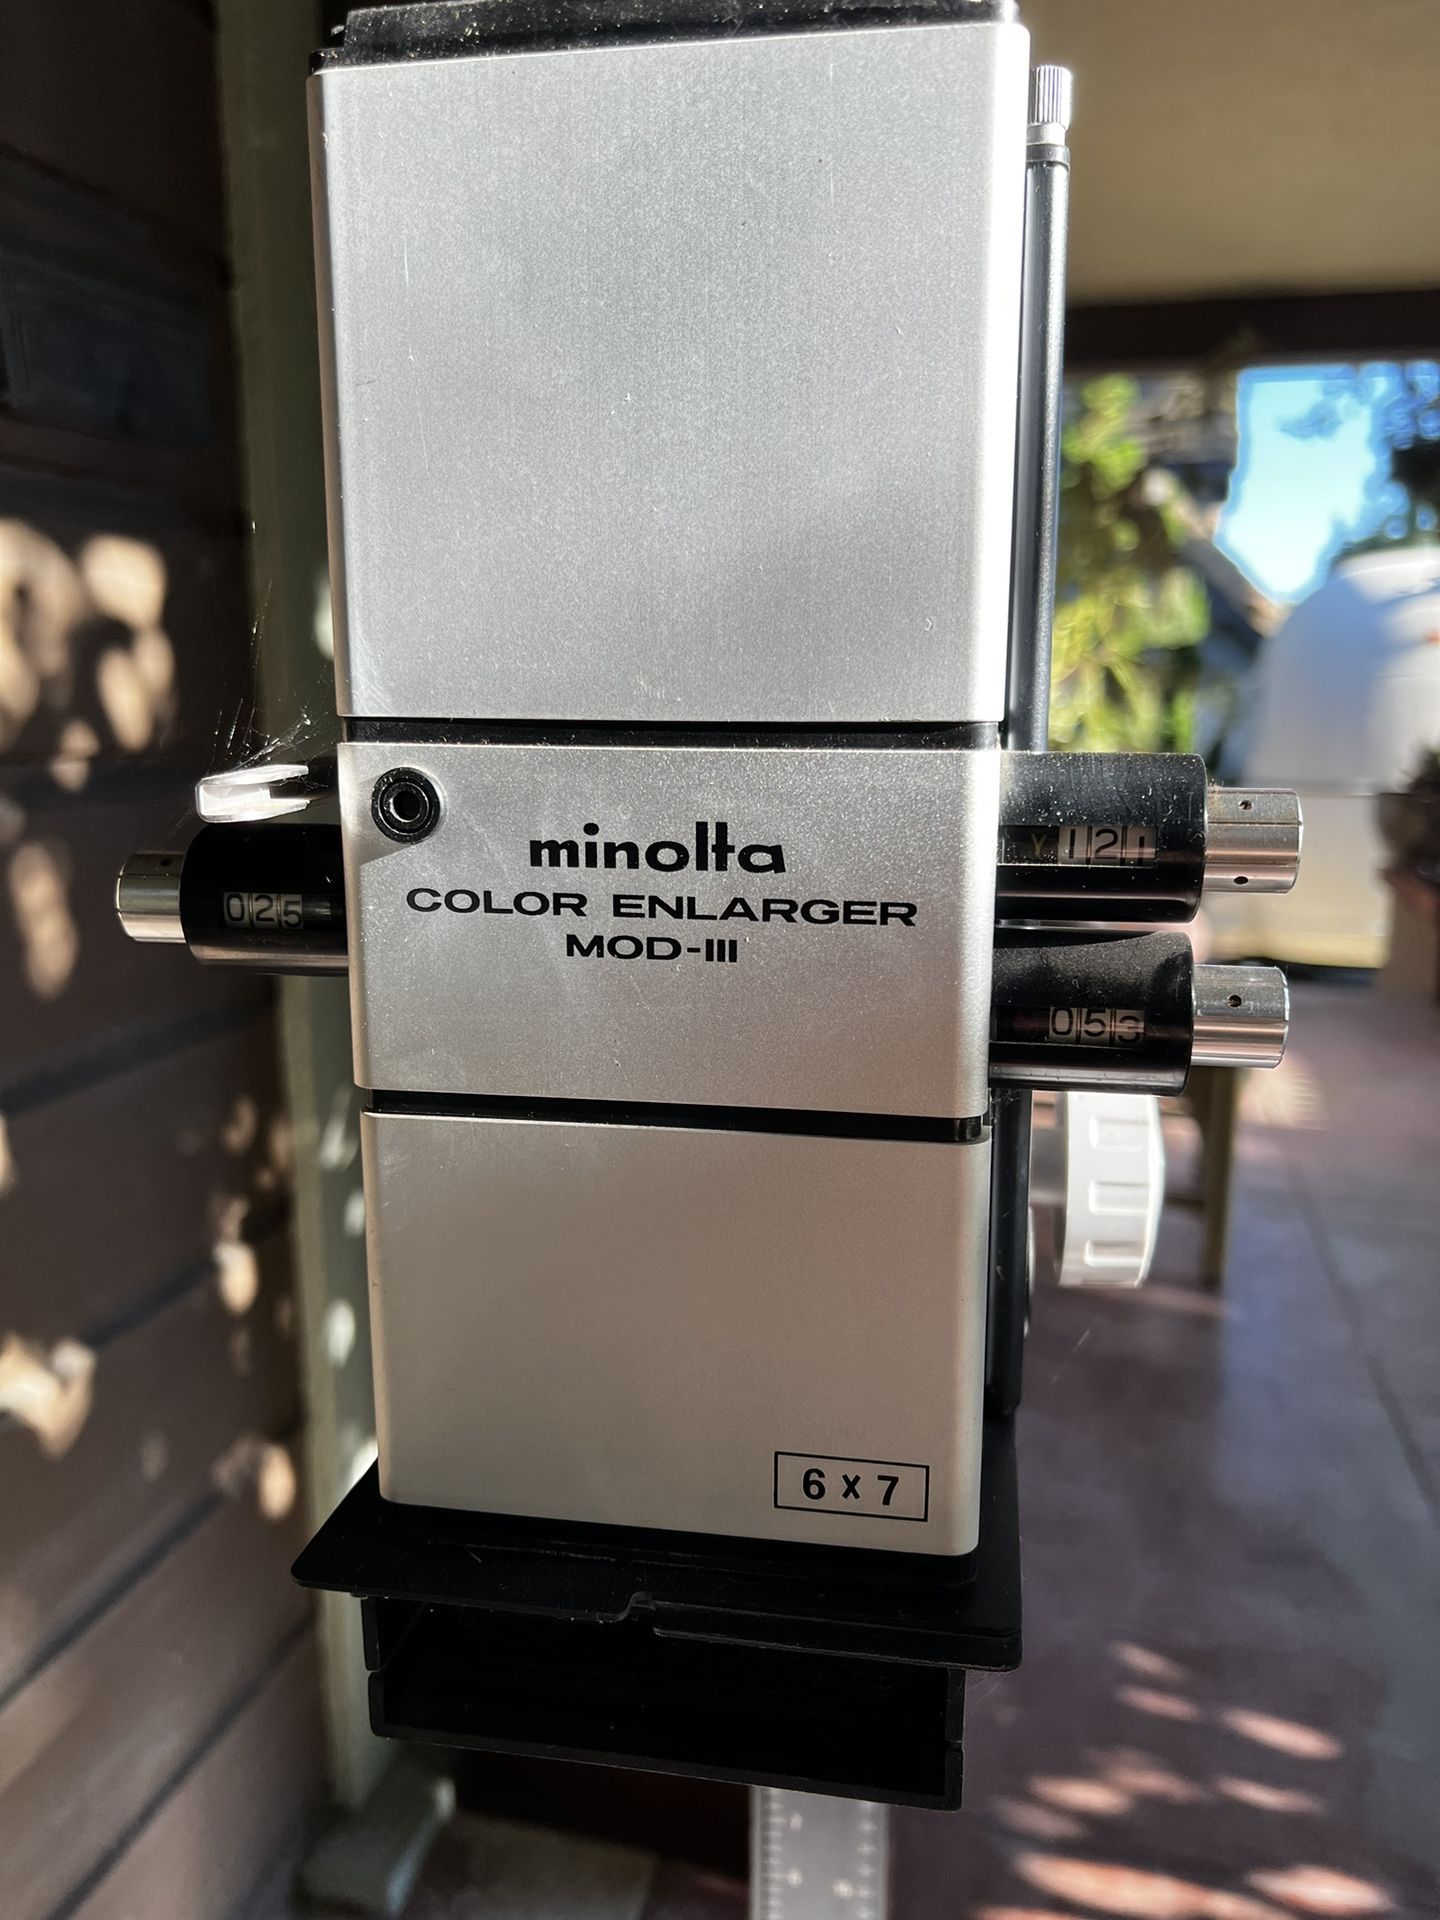 minolta
COLOR ENLARGER
MOD-III
025
Y 121
053
6 X 7